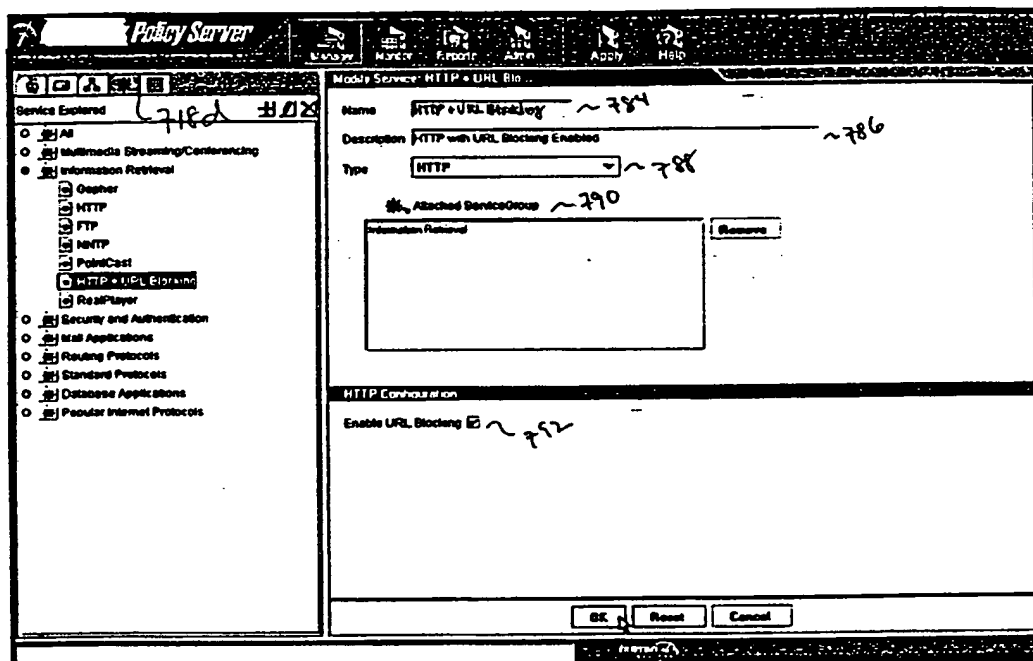 Policy Server
Manage Monitor Reports Admin Apply Help
Modify Service: HTTP + URL Blo...
Service Explorer
718d
Name HTTP + URL Blocking ~ 784
Description HTTP with URL Blocking Enabled ~ 786
Type HTTP ~ 788
Attached ServiceGroup ~ 790
Information Retrieval
Remove
All
Multimedia Streaming/Conferencing
Information Retrieval
Gopher
HTTP
FTP
NNTP
PointCast
HTTP + URL Blocking
RealPlayer
Security and Authentication
Mail Applications
Routing Protocols
Standard Protocols
Database Applications
Popular Internet Protocols
HTTP Configuration
Enable URL Blocking ~ 792
OK Reset Cancel